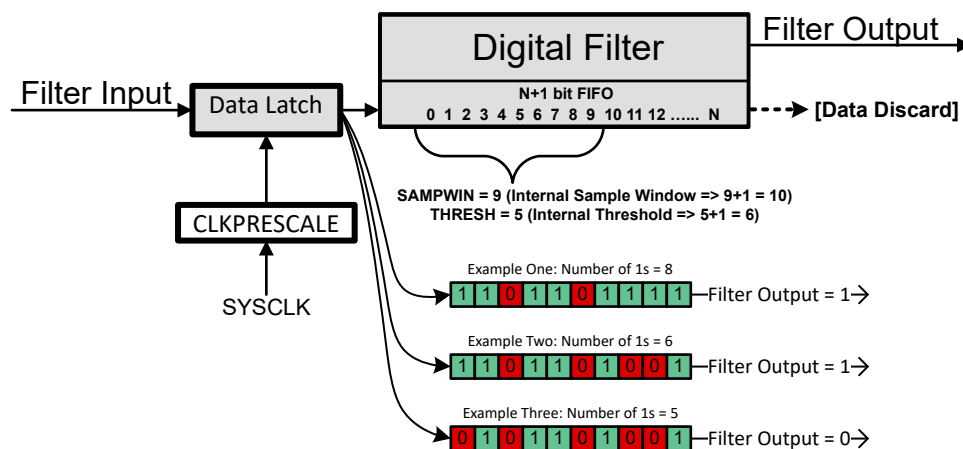 Filter Input
Data Latch
CLKPRESCALE
SYSCLK
Digital Filter
N+1 bit FIFO
0 1 2 3 4 5 6 7 8 9 10 11 12 …... N
Filter Output
[Data Discard]
SAMPWIN = 9 (Internal Sample Window => 9+1 = 10)
THRESH = 5 (Internal Threshold => 5+1 = 6)
Example One: Number of 1s = 8
1 1 0 1 1 0 1 1 1 1
Filter Output = 1
Example Two: Number of 1s = 6
1 1 0 1 1 0 1 0 0 1
Filter Output = 1
Example Three: Number of 1s = 5
0 1 0 1 1 0 1 0 0 1
Filter Output = 0